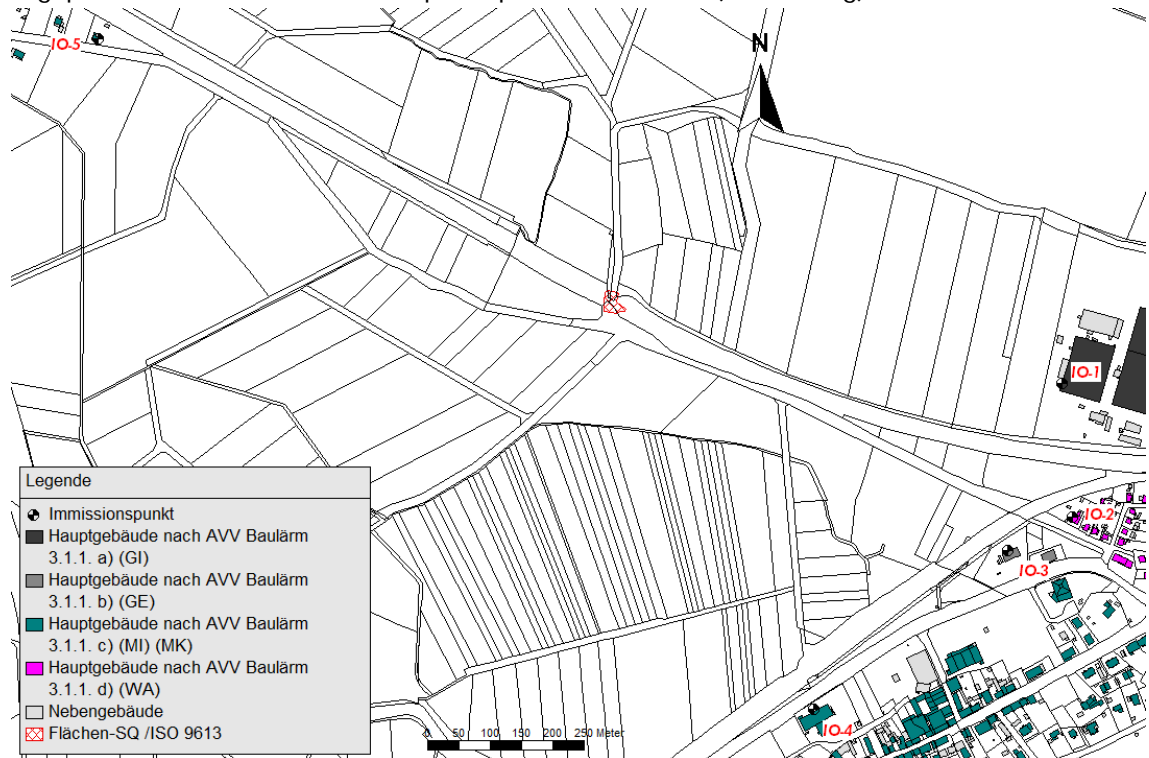 IO-5
N
IO-1
IO-2
IO-3
IO-4
Legende
Immissionspunkt
Hauptgebäude nach AVV Baulärm
3.1.1. a) (GI)
Hauptgebäude nach AVV Baulärm
3.1.1. b) (GE)
Hauptgebäude nach AVV Baulärm
3.1.1. c) (MI) (MK)
Hauptgebäude nach AVV Baulärm
3.1.1. d) (WA)
Nebengebäude
Flächen-SQ /ISO 9613
0 50 100 150 200 250 Meter